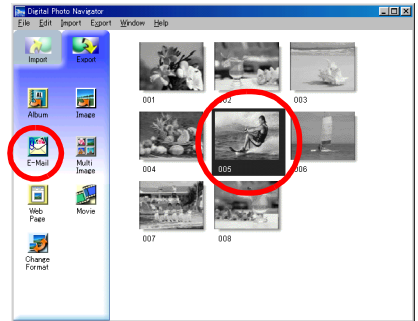 Digital Photo Navigator
File Edit Import Export Window Help
Import Export
Album Image
E-Mail Multi Image
Web Page Movie
Change Format
001 002 003
004 005 006
007 008